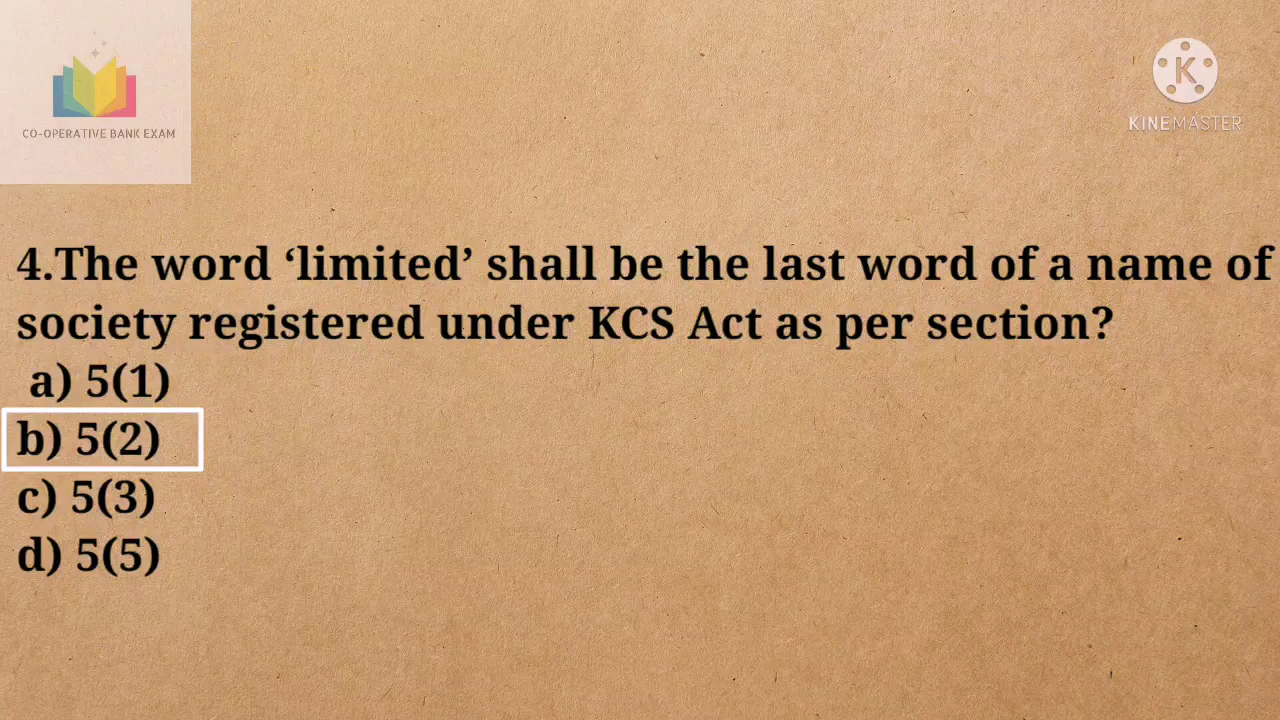 CO-OPERATIVE BANK EXAM
K
KINEMASTER
4.The word ‘limited’ shall be the last word of a name of
society registered under KCS Act as per section?
a) 5(1)
b) 5(2)
c) 5(3)
d) 5(5)